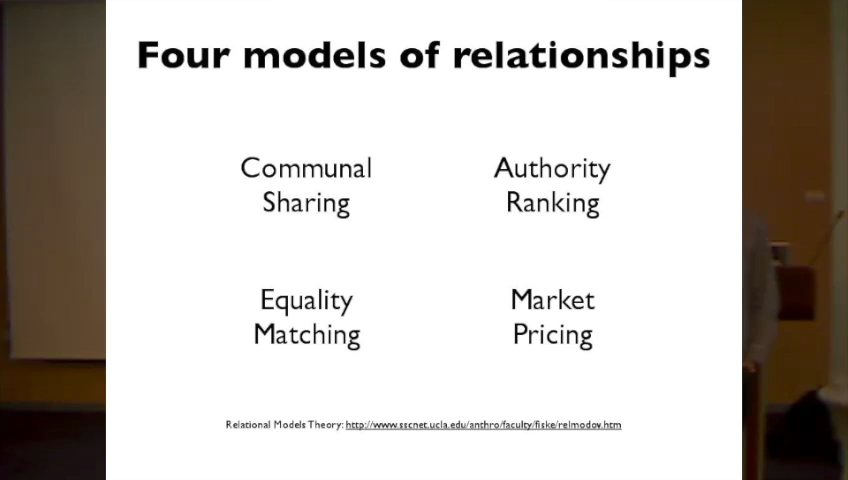 Four models of relationships
Communal
Sharing
Authority
Ranking
Equality
Matching
Market
Pricing
Relational Models Theory: http://www.sscnet.ucla.edu/anthro/faculty/fiske/relmodov.htm